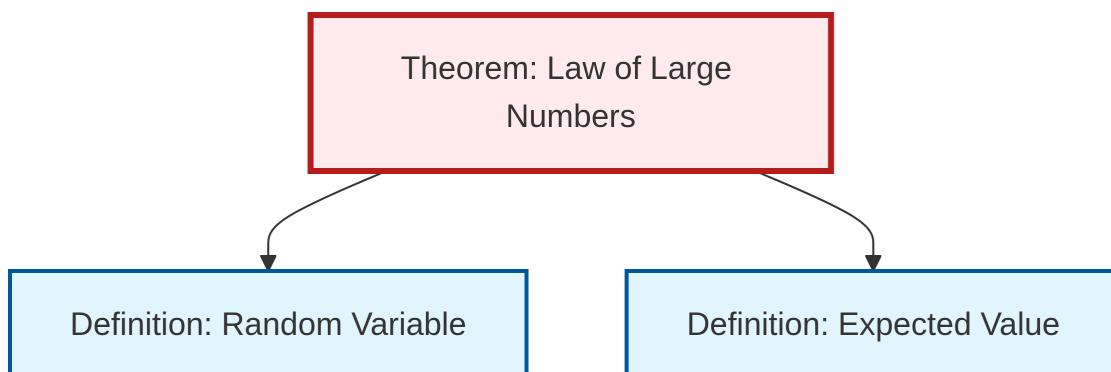 Theorem: Law of Large
Numbers
Definition: Random Variable
Definition: Expected Value